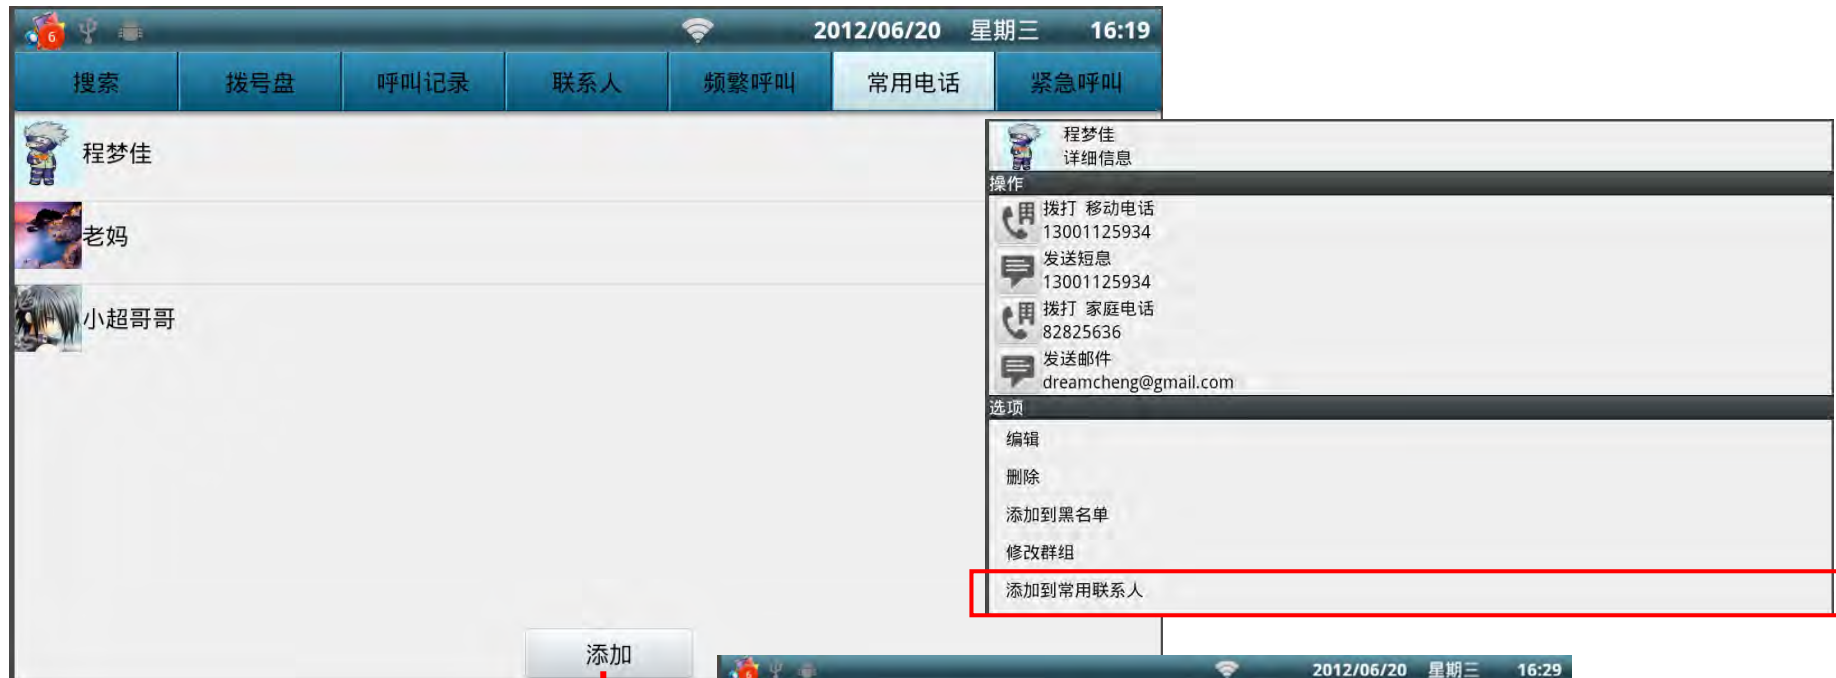 6
2012/06/20 星期三 16:19
搜索 拨号盘 呼叫记录 联系人 频繁呼叫 常用电话 紧急呼叫
程梦佳
老妈
小超哥哥
添加
程梦佳
详细信息
操作
拨打 移动电话
13001125934
发送短息
13001125934
拨打 家庭电话
82825636
发送邮件
dreamcheng@gmail.com
选项
编辑
删除
添加到黑名单
修改群组
添加到常用联系人
2012/06/20 星期三 16:29